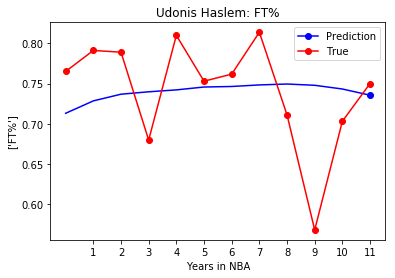 Udonis Haslem: FT%
Prediction
True
0.80
0.75
0.70
0.65
0.60
['FT%']
1 2 3 4 5 6 7 8 9 10 11
Years in NBA